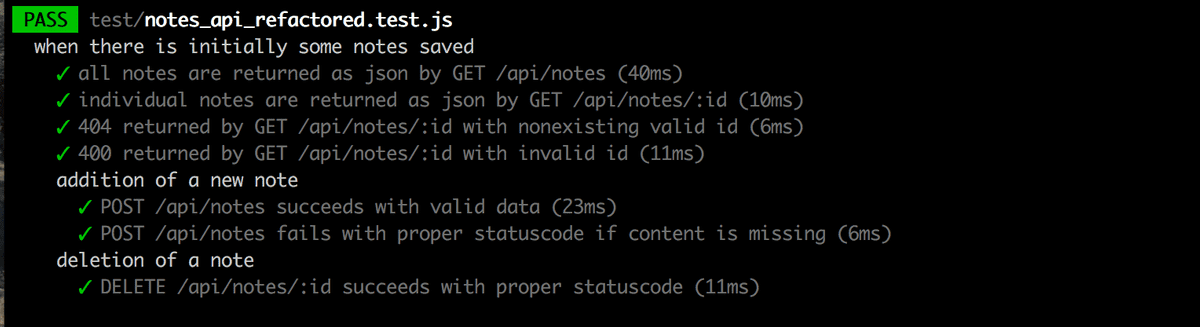 PASS test/notes_api_refactored.test.js
when there is initially some notes saved
✓ all notes are returned as json by GET /api/notes (40ms)
✓ individual notes are returned as json by GET /api/notes/:id (10ms)
✓ 404 returned by GET /api/notes/:id with nonexisting valid id (6ms)
✓ 400 returned by GET /api/notes/:id with invalid id (11ms)
addition of a new note
✓ POST /api/notes succeeds with valid data (23ms)
✓ POST /api/notes fails with proper statuscode if content is missing (6ms)
deletion of a note
✓ DELETE /api/notes/:id succeeds with proper statuscode (11ms)